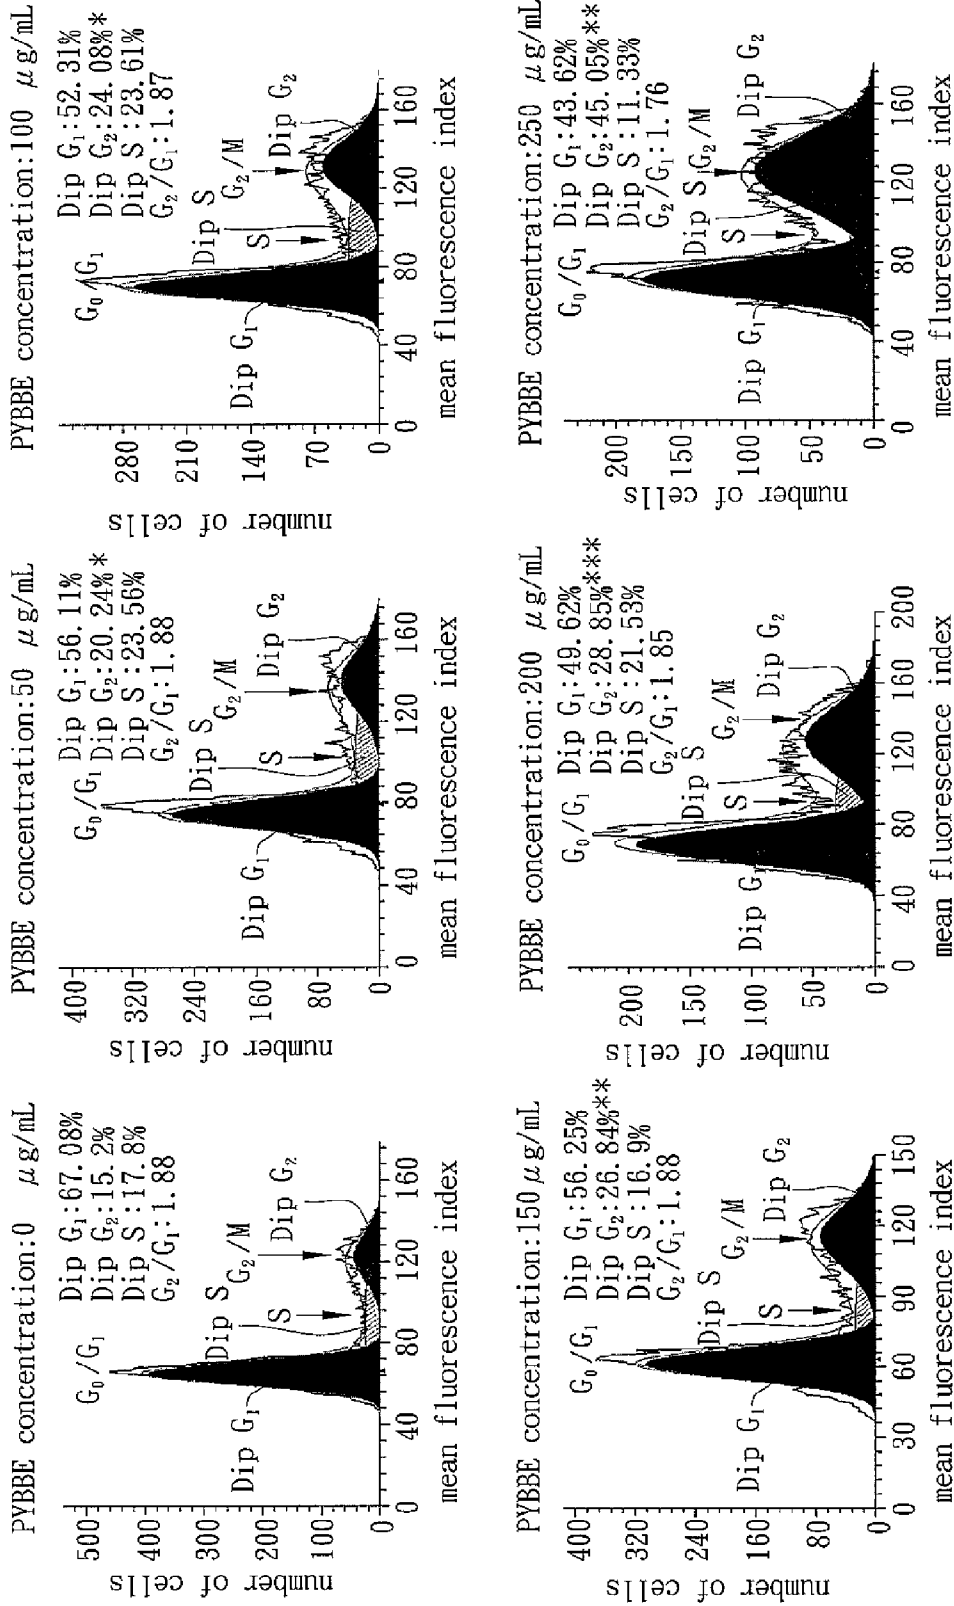 PYBBE concentration:0 μg/mL
Dip G₁:67.08%
Dip G₂:15.2%
Dip S:17.8%
G₂/G₁:1.88
G₀/G₁
Dip G₁
Dip S
S
G₂/M
Dip G₂
number of cells
500
400
300
200
100
0
0
40
80
120
160
mean fluorescence index
PYBBE concentration:50 μg/mL
Dip G₁:56.11%
Dip G₂:20.24%*
Dip S:23.56%
G₂/G₁:1.88
G₀/G₁
Dip G₁
Dip S
S
G₂/M
Dip G₂
number of cells
400
320
240
160
80
0
0
40
80
120
160
mean fluorescence index
PYBBE concentration:100 μg/mL
Dip G₁:52.31%
Dip G₂:24.08%*
Dip S:23.61%
G₂/G₁:1.87
G₀/G₁
Dip G₁
Dip S
S
G₂/M
Dip G₂
number of cells
280
210
140
70
0
0
40
80
120
160
mean fluorescence index
PYBBE concentration:150μg/mL
Dip G₁:56.25%
Dip G₂:26.84%**
Dip S:16.9%
G₂/G₁:1.88
G₀/G₁
Dip G₁
Dip S
S
G₂/M
Dip G₂
number of cells
400
320
240
160
80
0
0
30
60
90
120
150
mean fluorescence index
PYBBE concentration:200 μg/mL
Dip G₁:49.62%
Dip G₂:28.85%***
Dip S:21.53%
G₂/G₁:1.85
G₀/G₁
Dip G₁
Dip S
S
G₂/M
Dip G₂
number of cells
200
150
100
50
0
0
40
80
120
160
200
mean fluorescence index
PYBBE concentration:250 μg/mL
Dip G₁:43.62%
Dip G₂:45.05%**
Dip S:11.33%
G₂/G₁:1.76
G₀/G₁
Dip G₁
Dip S
S
G₂/M
Dip G₂
number of cells
200
150
100
50
0
0
40
80
120
160
mean fluorescence index